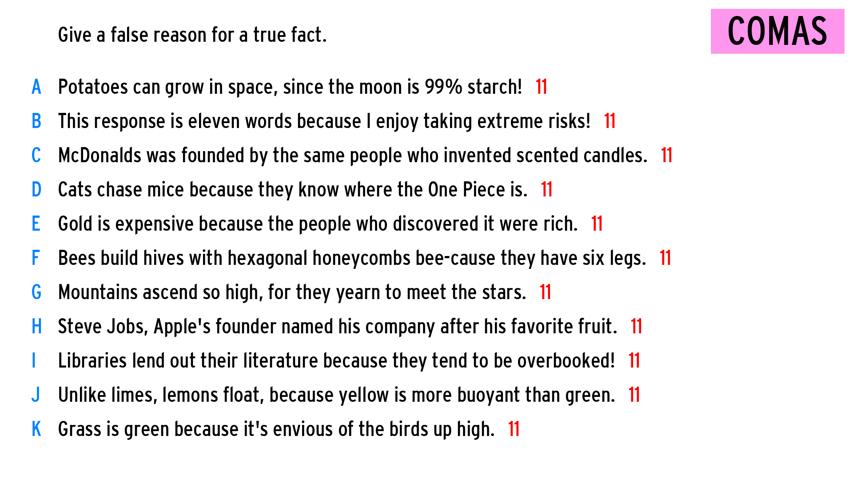 Give a false reason for a true fact.
COMAS
A Potatoes can grow in space, since the moon is 99% starch! 11
B This response is eleven words because I enjoy taking extreme risks! 11
C McDonalds was founded by the same people who invented scented candles. 11
D Cats chase mice because they know where the One Piece is. 11
E Gold is expensive because the people who discovered it were rich. 11
F Bees build hives with hexagonal honeycombs bee-cause they have six legs. 11
G Mountains ascend so high, for they yearn to meet the stars. 11
H Steve Jobs, Apple's founder named his company after his favorite fruit. 11
I Libraries lend out their literature because they tend to be overbooked! 11
J Unlike limes, lemons float, because yellow is more buoyant than green. 11
K Grass is green because it's envious of the birds up high. 11